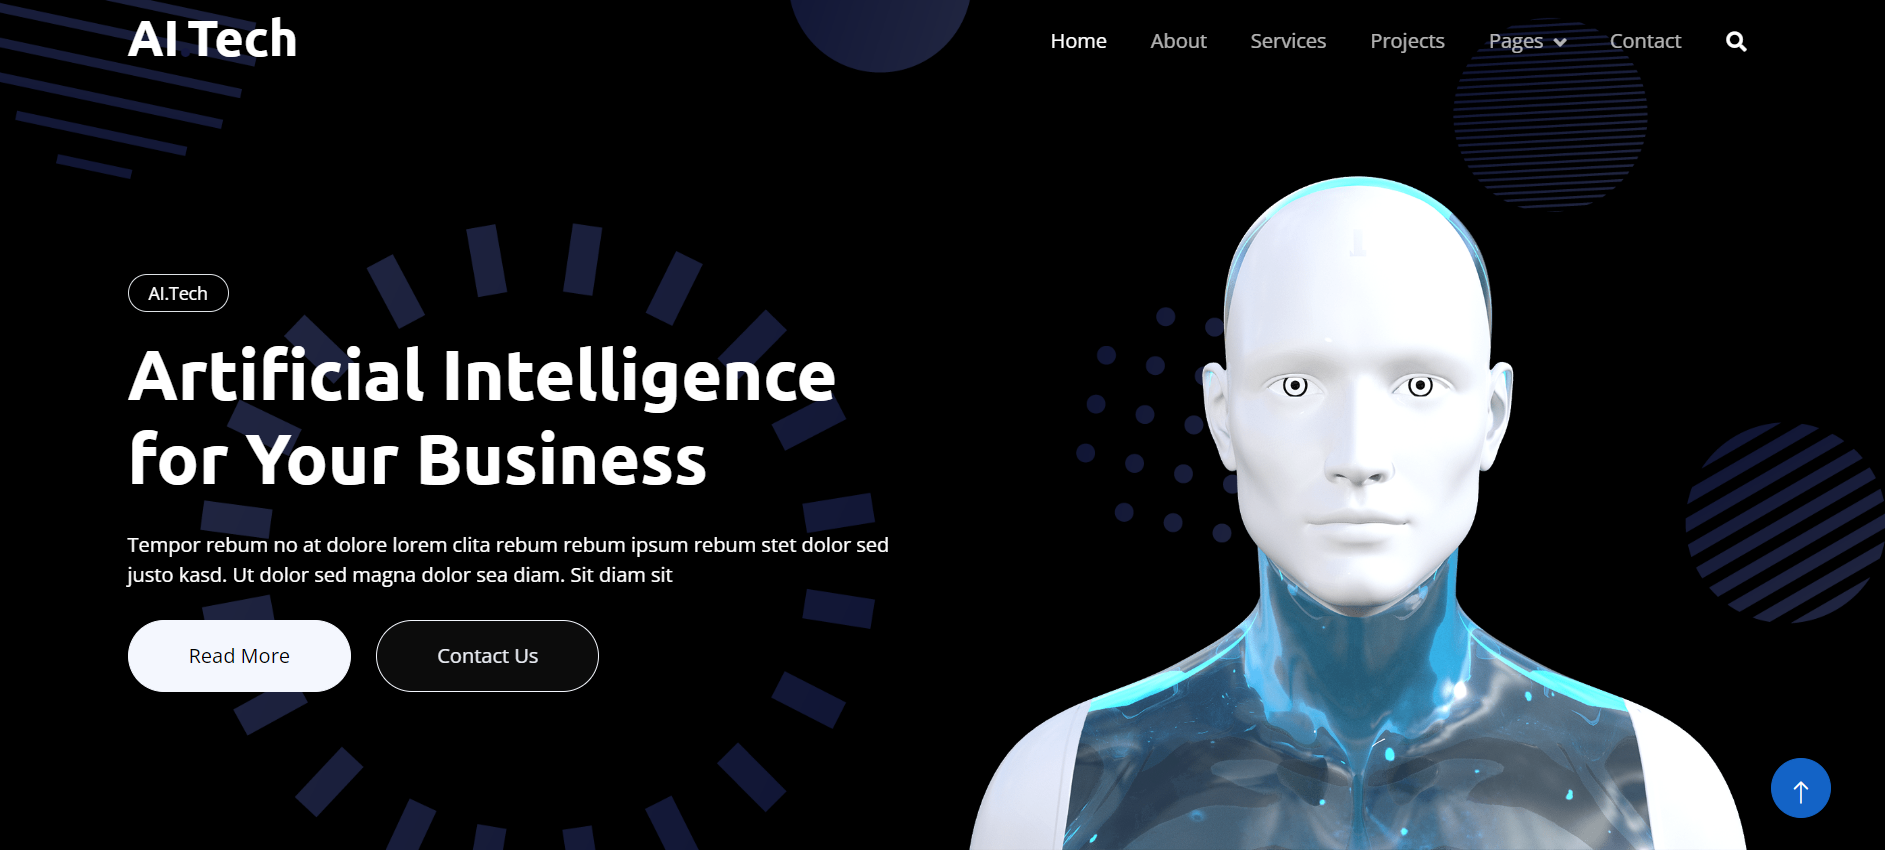 AI.Tech
Home
About
Services
Projects
Pages
Contact
AI.Tech
Artificial Intelligence
for Your Business
Tempor rebum no at dolore lorem clita rebum rebum ipsum rebum stet dolor sed
justo kasd. Ut dolor sed magna dolor sea diam. Sit diam sit
Read More
Contact Us